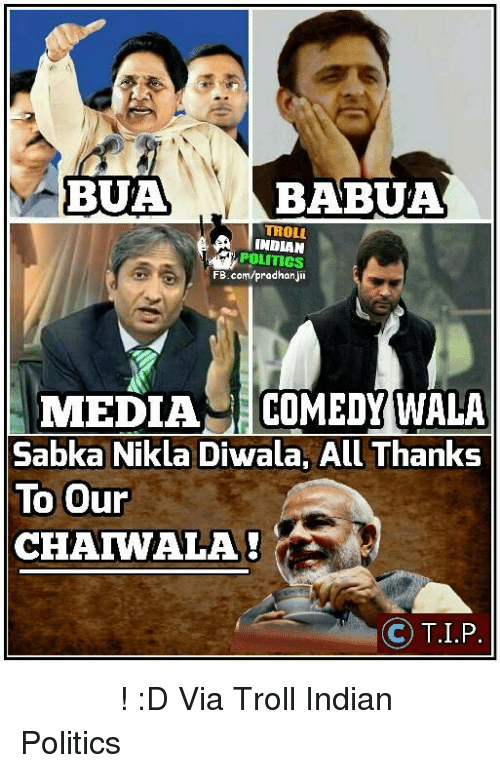 BUA
BABUA
TROLL
INDIAN
POLITICS
FB.com/pradhanjii
MEDIA
COMEDY WALA
Sabka Nikla Diwala, All Thanks
To Our
CHAIWALA !
© T.I.P.
! :D Via Troll Indian
Politics